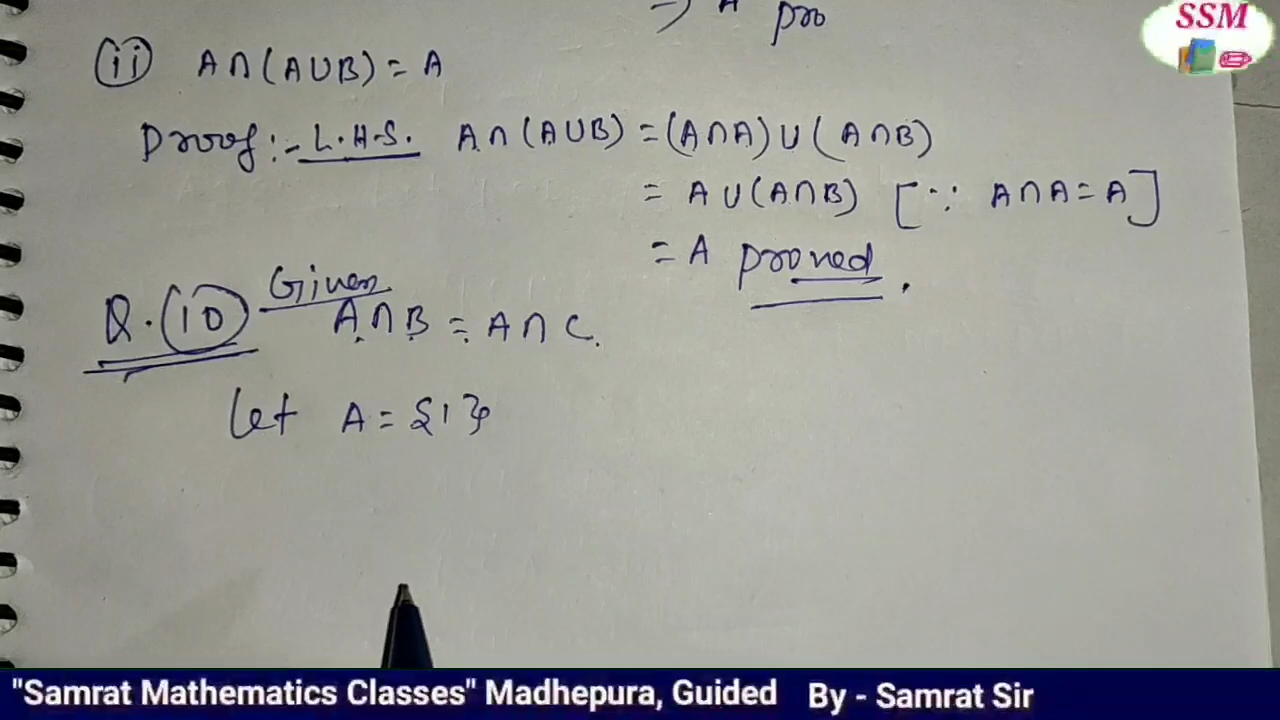 ⇒ A pro
SSM
(ii) A∩(A∪B) = A
Proof:- L.H.S. A∩(A∪B) = (A∩A)∪(A∩B)
= A∪(A∩B) [∵ A∩A=A]
= A proved.
Q.(10) Given A∩B = A∩C.
Let A = {1}
"Samrat Mathematics Classes" Madhepura, Guided By - Samrat Sir